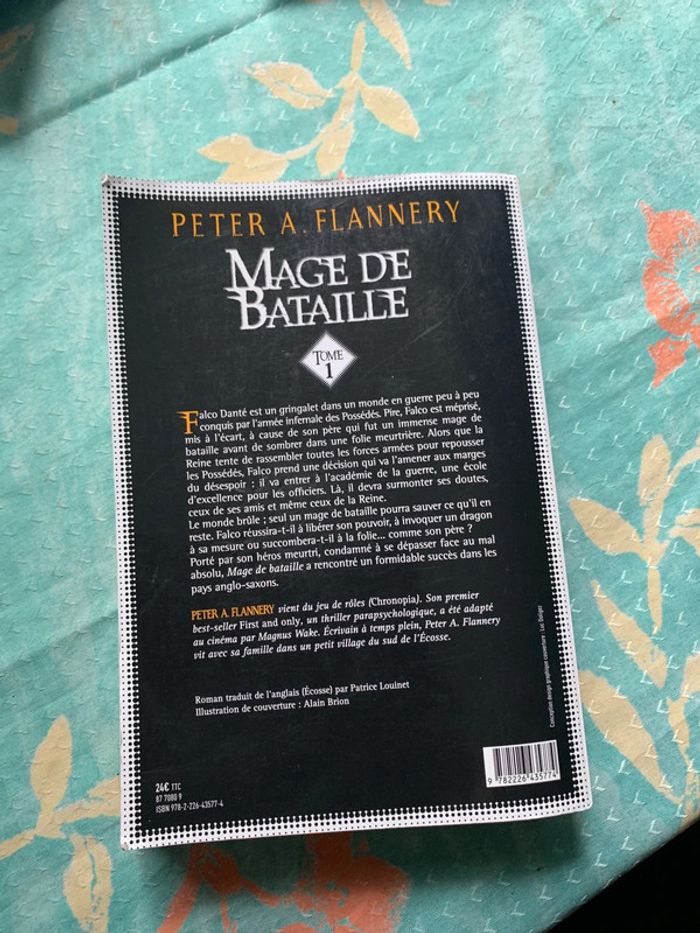 PETER A. FLANNERY
MAGE DE
BATAILLE
TOME
1
Falco Danté est un gringalet dans un monde en guerre peu à peu
conquis par l'armée infernale des Possédés. Pire, Falco est méprisé,
mis à l'écart, à cause de son père qui fut un immense mage de
bataille avant de sombrer dans une folie meurtrière. Alors que la
Reine tente de rassembler toutes les forces armées pour repousser
les Possédés, Falco prend une décision qui va l'amener aux marges
du désespoir : il va entrer à l'académie de la guerre, une école
d'excellence pour les officiers. Là, il devra surmonter ses doutes,
ceux de ses amis et même ceux de la Reine.
Le monde brûle ; seul un mage de bataille pourra sauver ce qu'il en
reste. Falco réussira-t-il à libérer son pouvoir, à invoquer un dragon
à sa mesure ou succombera-t-il à la folie... comme son père ?
Porté par son héros meurtri, condamné à se dépasser face au mal
absolu, Mage de bataille a rencontré un formidable succès dans les
pays anglo-saxons.
PETER A. FLANNERY vient du jeu de rôles (Chronopia). Son premier
best-seller First and only, un thriller parapsychologique, a été adapté
au cinéma par Magnus Wake. Écrivain à temps plein, Peter A. Flannery
vit avec sa famille dans un petit village du sud de l'Écosse.
Roman traduit de l'anglais (Écosse) par Patrice Louinet
Illustration de couverture : Alain Brion
Conception design graphique couverture : Luc Doligez
24€ TTC
87 7080 9
ISBN 978-2-226-43577-4
9 782226 435774